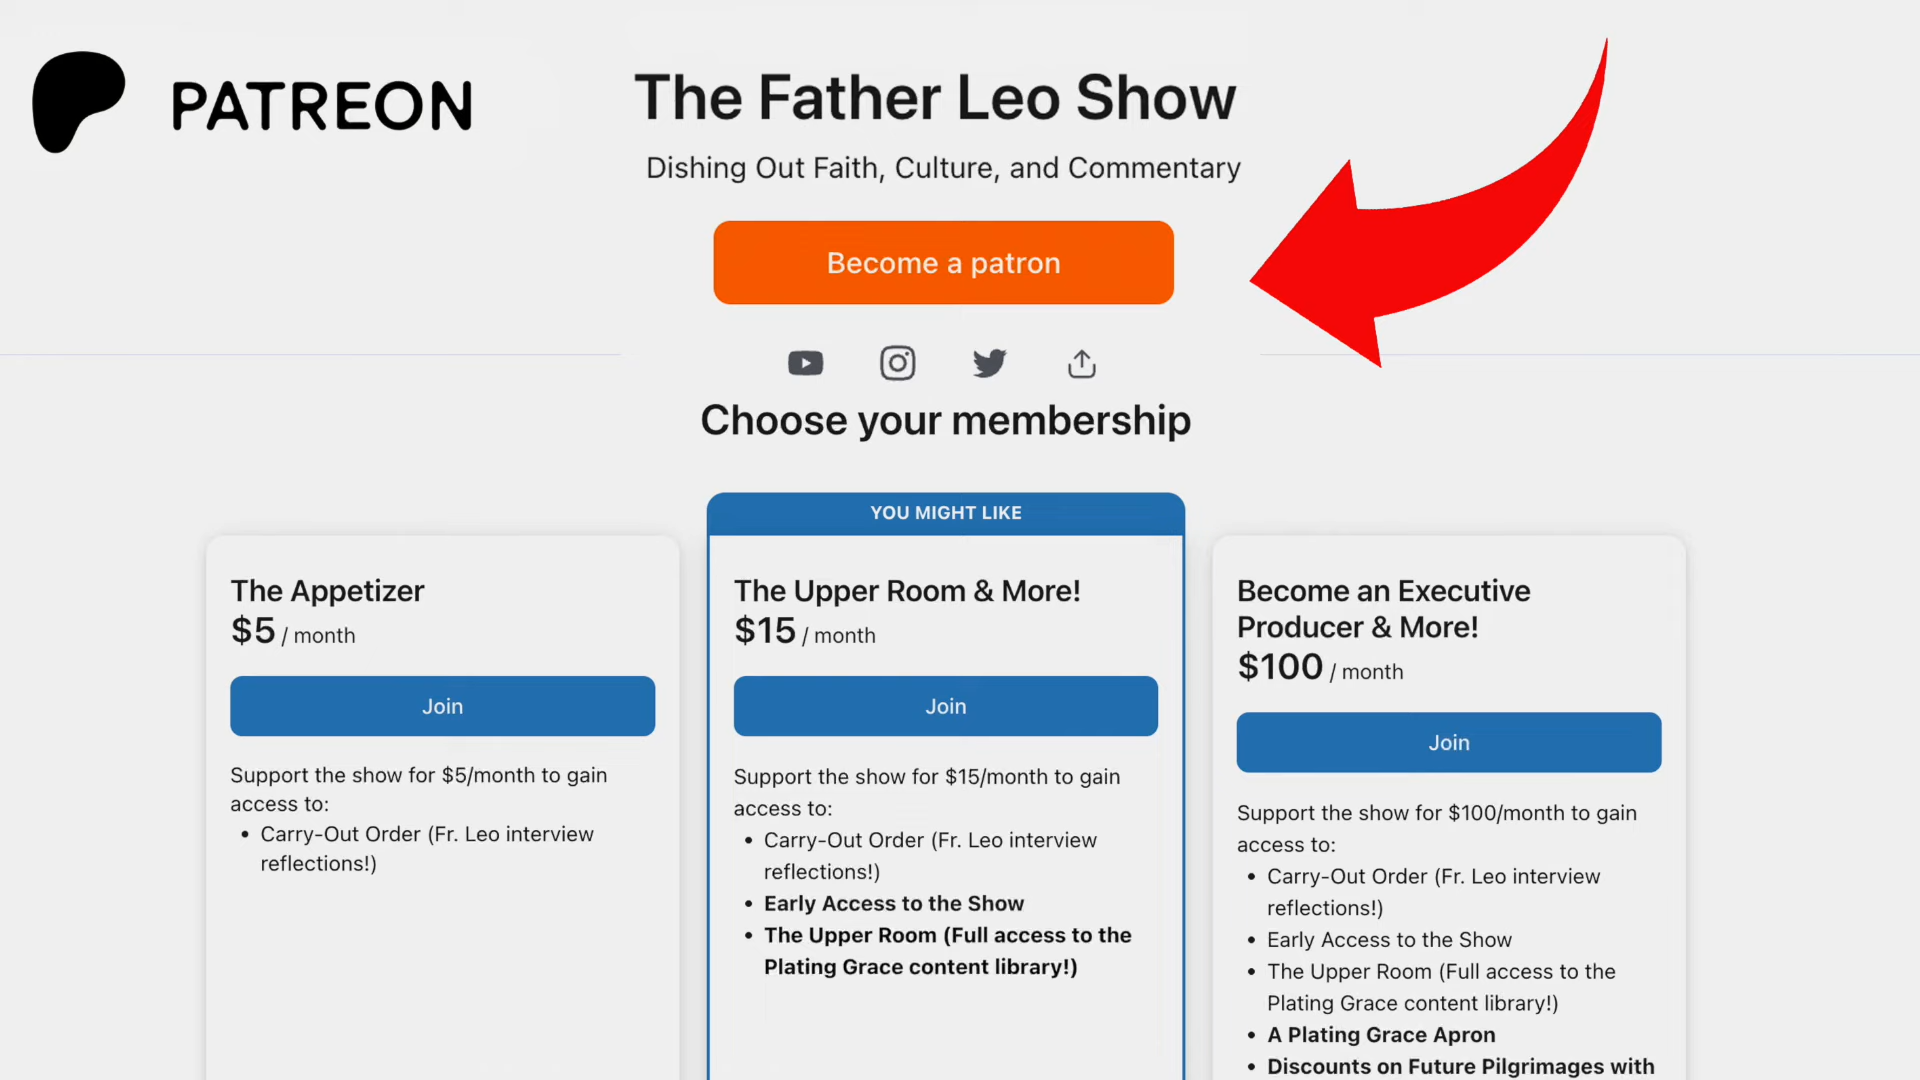 PATREON
The Father Leo Show
Dishing Out Faith, Culture, and Commentary
Become a patron
Choose your membership
The Appetizer
$5 / month
Join
Support the show for $5/month to gain
access to:
• Carry-Out Order (Fr. Leo interview
reflections!)
YOU MIGHT LIKE
The Upper Room & More!
$15 / month
Join
Support the show for $15/month to gain
access to:
• Carry-Out Order (Fr. Leo interview
reflections!)
• Early Access to the Show
• The Upper Room (Full access to the
Plating Grace content library!)
Become an Executive
Producer & More!
$100 / month
Join
Support the show for $100/month to gain
access to:
• Carry-Out Order (Fr. Leo interview
reflections!)
• Early Access to the Show
• The Upper Room (Full access to the
Plating Grace content library!)
• A Plating Grace Apron
• Discounts on Future Pilgrimages with